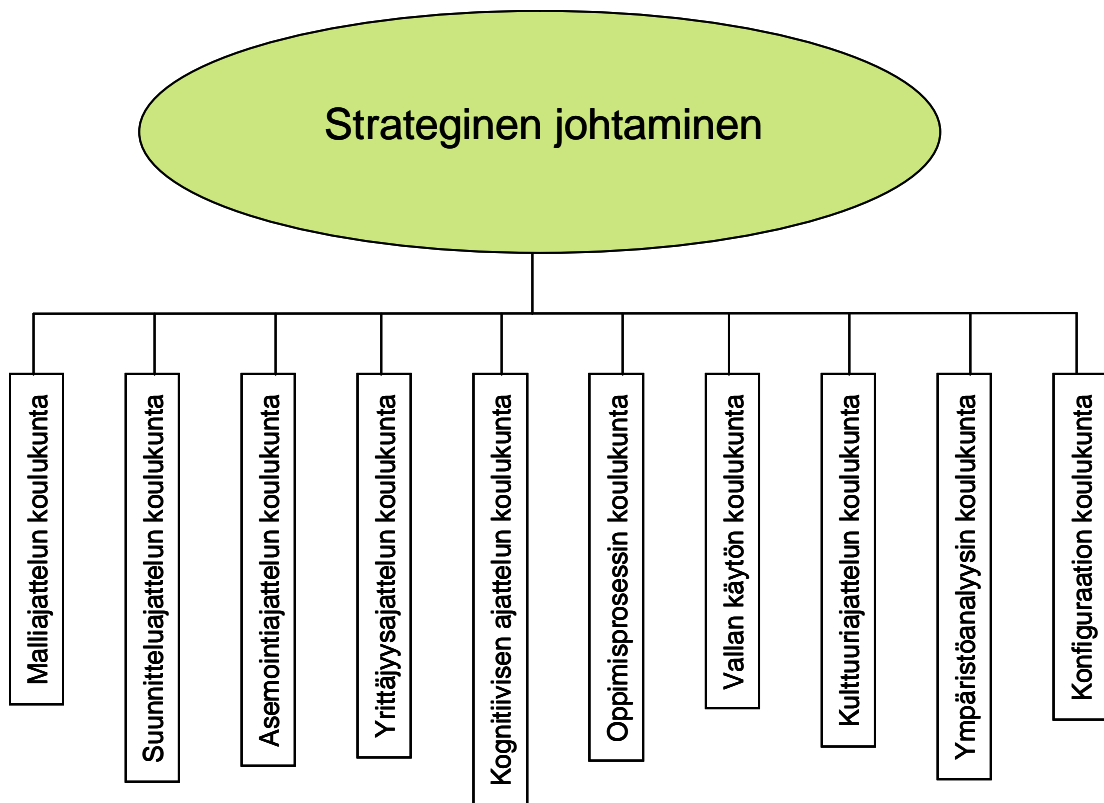 Strateginen johtaminen
Malliajattelun koulukunta
Suunnitteluajattelun koulukunta
Asemointiajattelun koulukunta
Yrittäjyysajattelun koulukunta
Kognitiivisen ajattelun koulukunta
Oppimisprosessin koulukunta
Vallan käytön koulukunta
Kulttuuriajattelun koulukunta
Ympäristöanalyysin koulukunta
Konfiguraation koulukunta